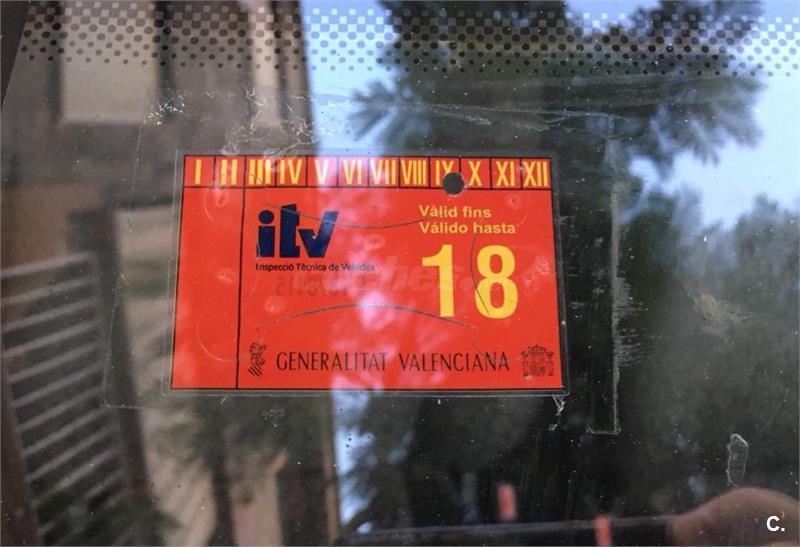 I II III IV V VI VII VIII IX X XI XII
itv
Inspecció Tècnica de Vehicles
Vàlid fins
Válido hasta
18
GENERALITAT VALENCIANA
C.